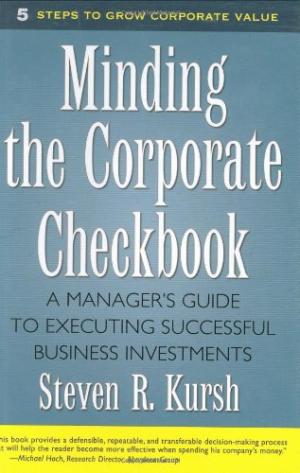 5 STEPS TO GROW CORPORATE VALUE
Minding
the Corporate
Checkbook
A MANAGER'S GUIDE
TO EXECUTING SUCCESSFUL
BUSINESS INVESTMENTS
Steven R. Kursh
his book provides a defensible, repeatable, and transferable decision-making process
t will help the reader become more effective when spending his company's money."
—Michael Hoch, Research Director,